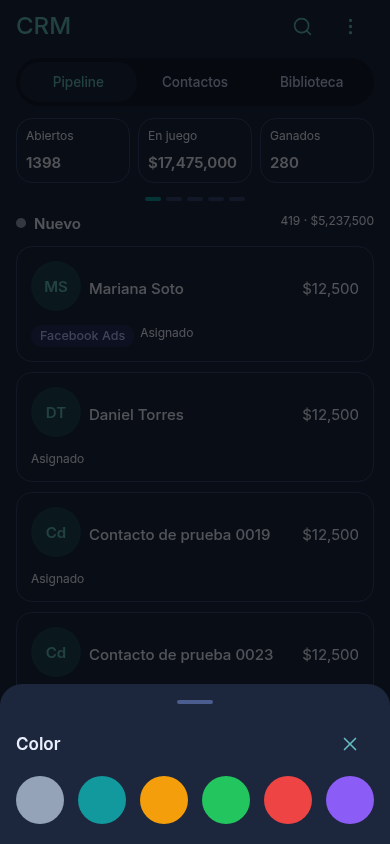 CRM
Pipeline Contactos Biblioteca
Abiertos En juego Ganados
1398 $17,475,000 280
Nuevo 419 · $5,237,500
MS Mariana Soto $12,500
Facebook Ads Asignado
DT Daniel Torres $12,500
Asignado
Cd Contacto de prueba 0019 $12,500
Asignado
Cd Contacto de prueba 0023 $12,500
Color